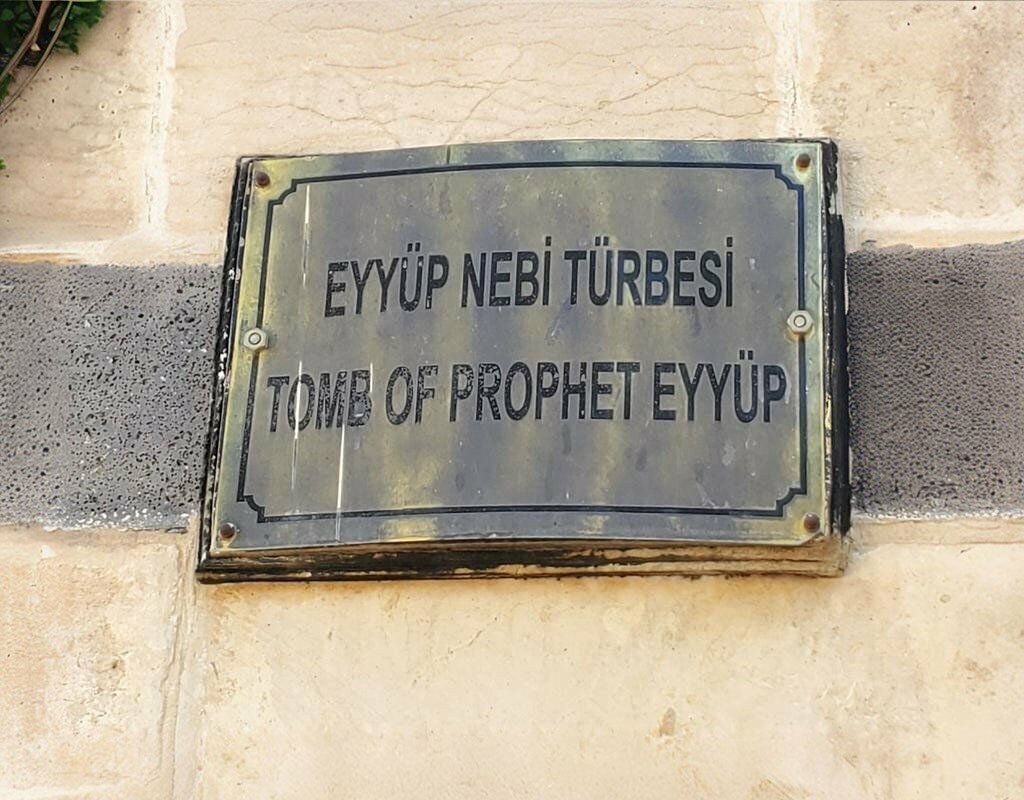 EYYÜP NEBİ TÜRBESİ
TOMB OF PROPHET EYYÜP